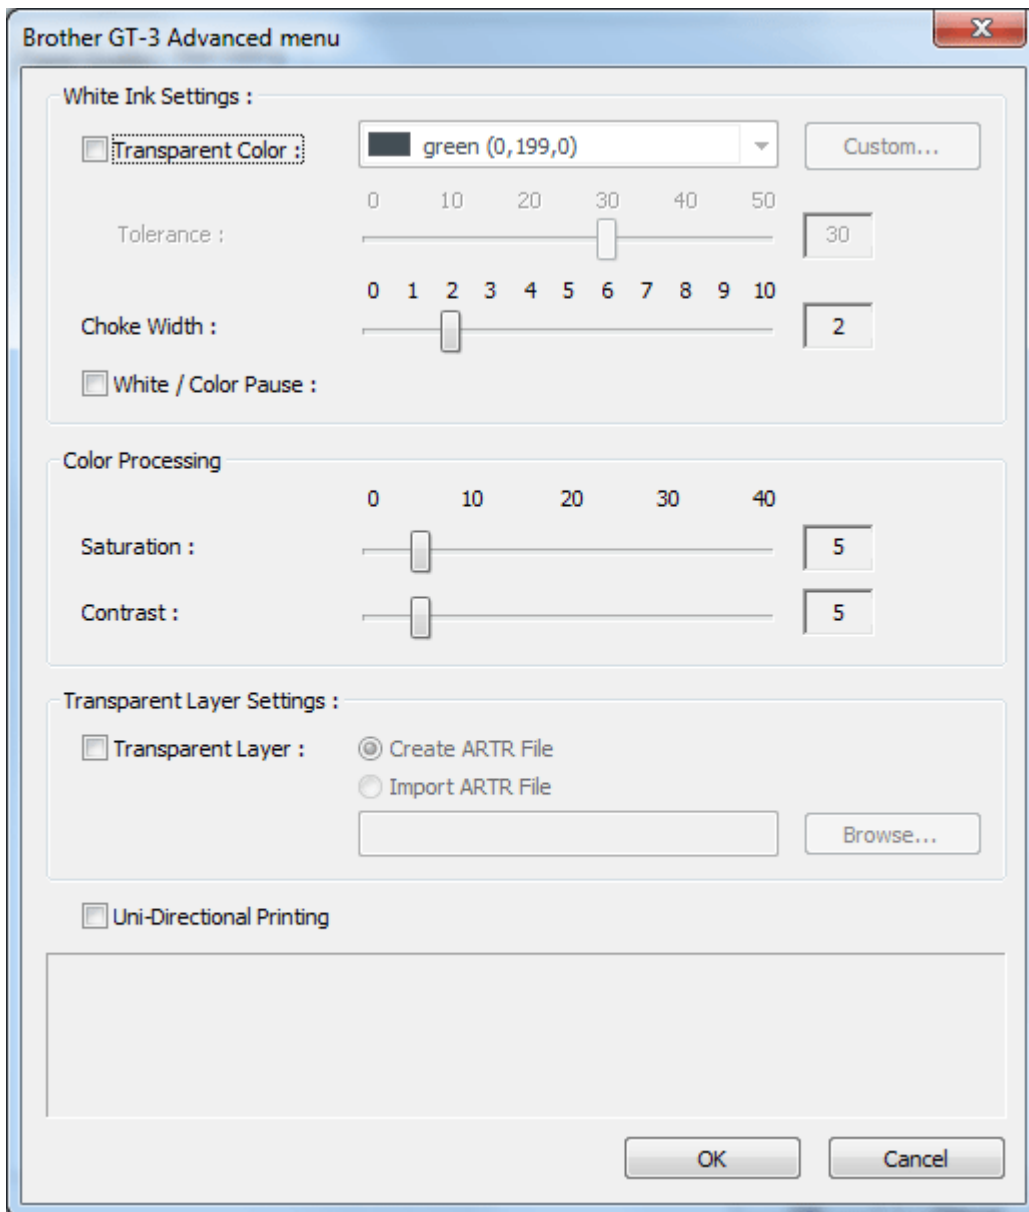 Brother GT-3 Advanced menu
White Ink Settings :
Transparent Color :
green (0,199,0)
Custom...
0 10 20 30 40 50
Tolerance :
30
0 1 2 3 4 5 6 7 8 9 10
Choke Width :
2
White / Color Pause :
Color Processing
0 10 20 30 40
Saturation :
5
Contrast :
5
Transparent Layer Settings :
Transparent Layer :
Create ARTR File
Import ARTR File
Browse...
Uni-Directional Printing
OK
Cancel